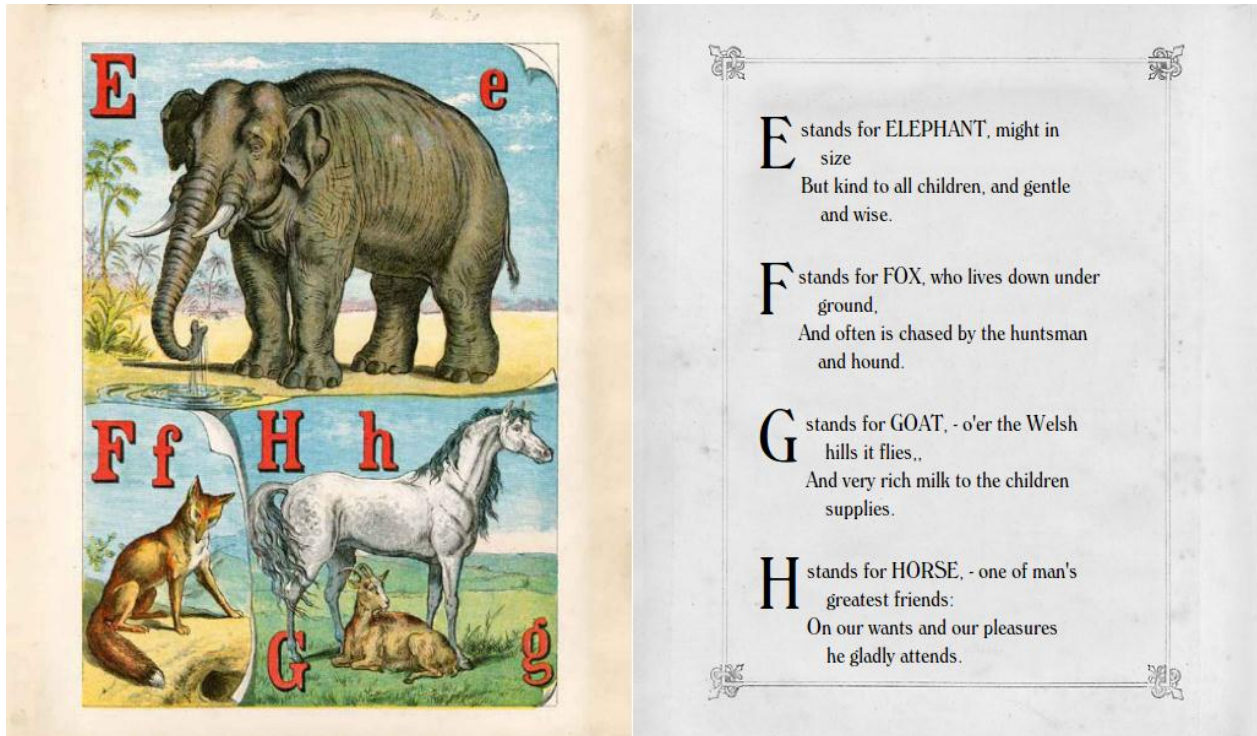 E e
F f
H h
G g
E stands for ELEPHANT, might in
size
But kind to all children, and gentle
and wise.
F stands for FOX, who lives down under
ground,
And often is chased by the huntsman
and hound.
G stands for GOAT, - o'er the Welsh
hills it flies,,
And very rich milk to the children
supplies.
H stands for HORSE, - one of man's
greatest friends:
On our wants and our pleasures
he gladly attends.